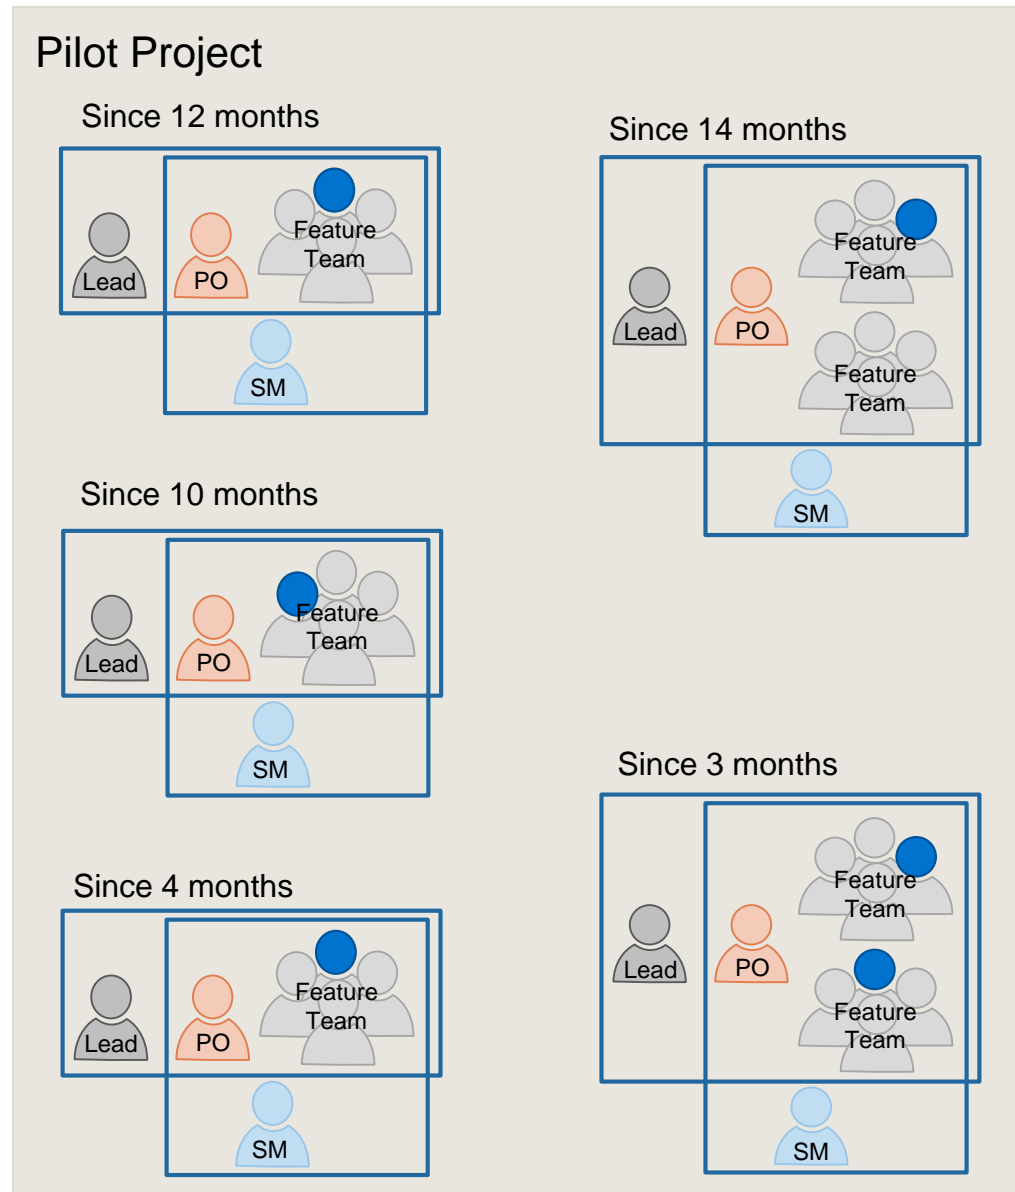 Pilot Project
Since 12 months
Lead
PO
Feature
Team
SM
Since 14 months
Lead
PO
Feature
Team
Feature
Team
SM
Since 10 months
Lead
PO
Feature
Team
SM
Since 3 months
Lead
PO
Feature
Team
Feature
Team
SM
Since 4 months
Lead
PO
Feature
Team
SM